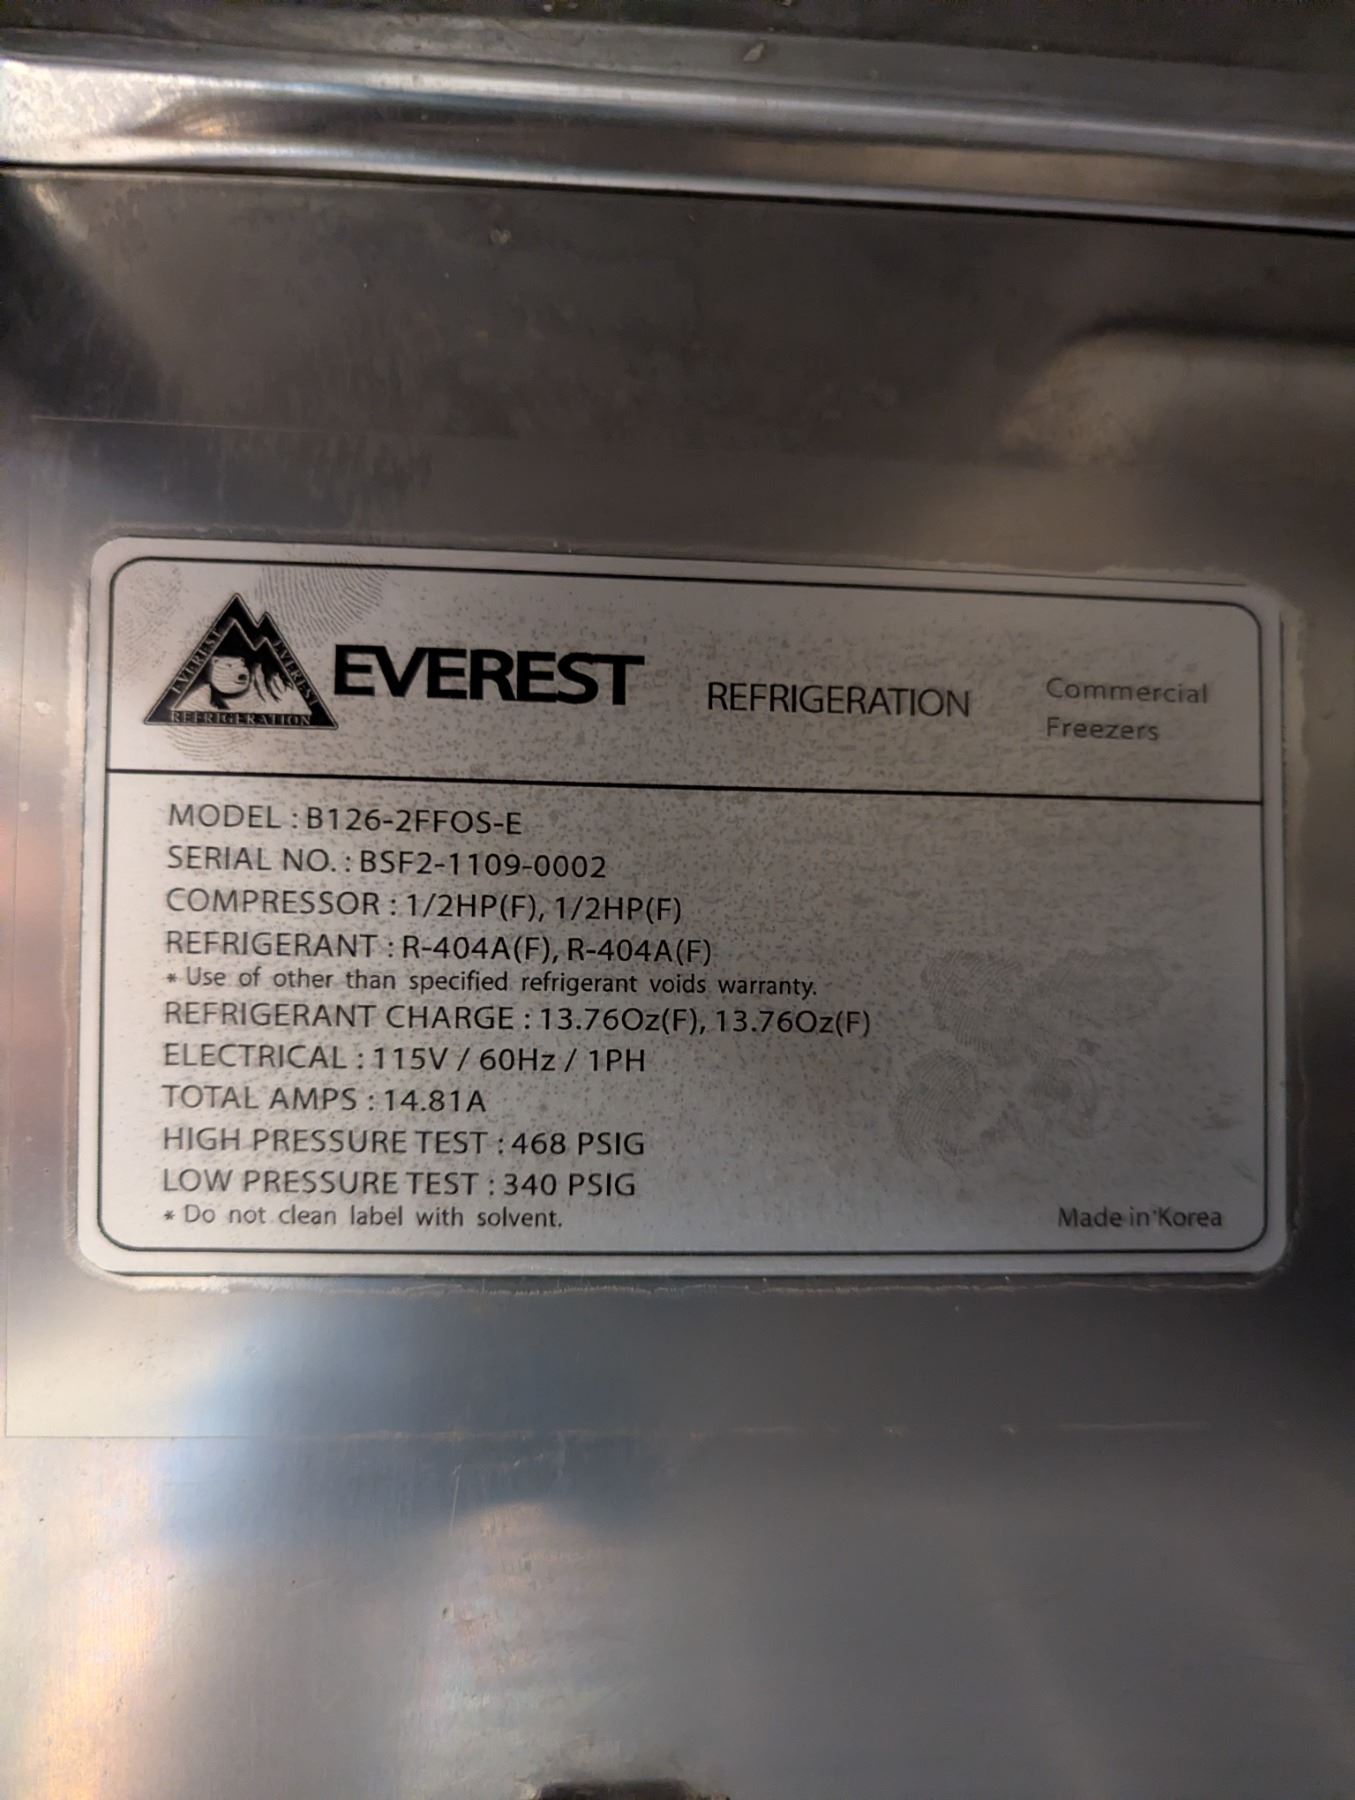 EVEREST EVEREST
REFRIGERATION
EVEREST REFRIGERATION Commercial
Freezers
MODEL : B126-2FFOS-E
SERIAL NO. : BSF2-1109-0002
COMPRESSOR : 1/2HP(F), 1/2HP(F)
REFRIGERANT : R-404A(F), R-404A(F)
* Use of other than specified refrigerant voids warranty.
REFRIGERANT CHARGE : 13.76Oz(F), 13.76Oz(F)
ELECTRICAL : 115V / 60Hz / 1PH
TOTAL AMPS : 14.81A
HIGH PRESSURE TEST : 468 PSIG
LOW PRESSURE TEST : 340 PSIG
* Do not clean label with solvent.
Made in Korea